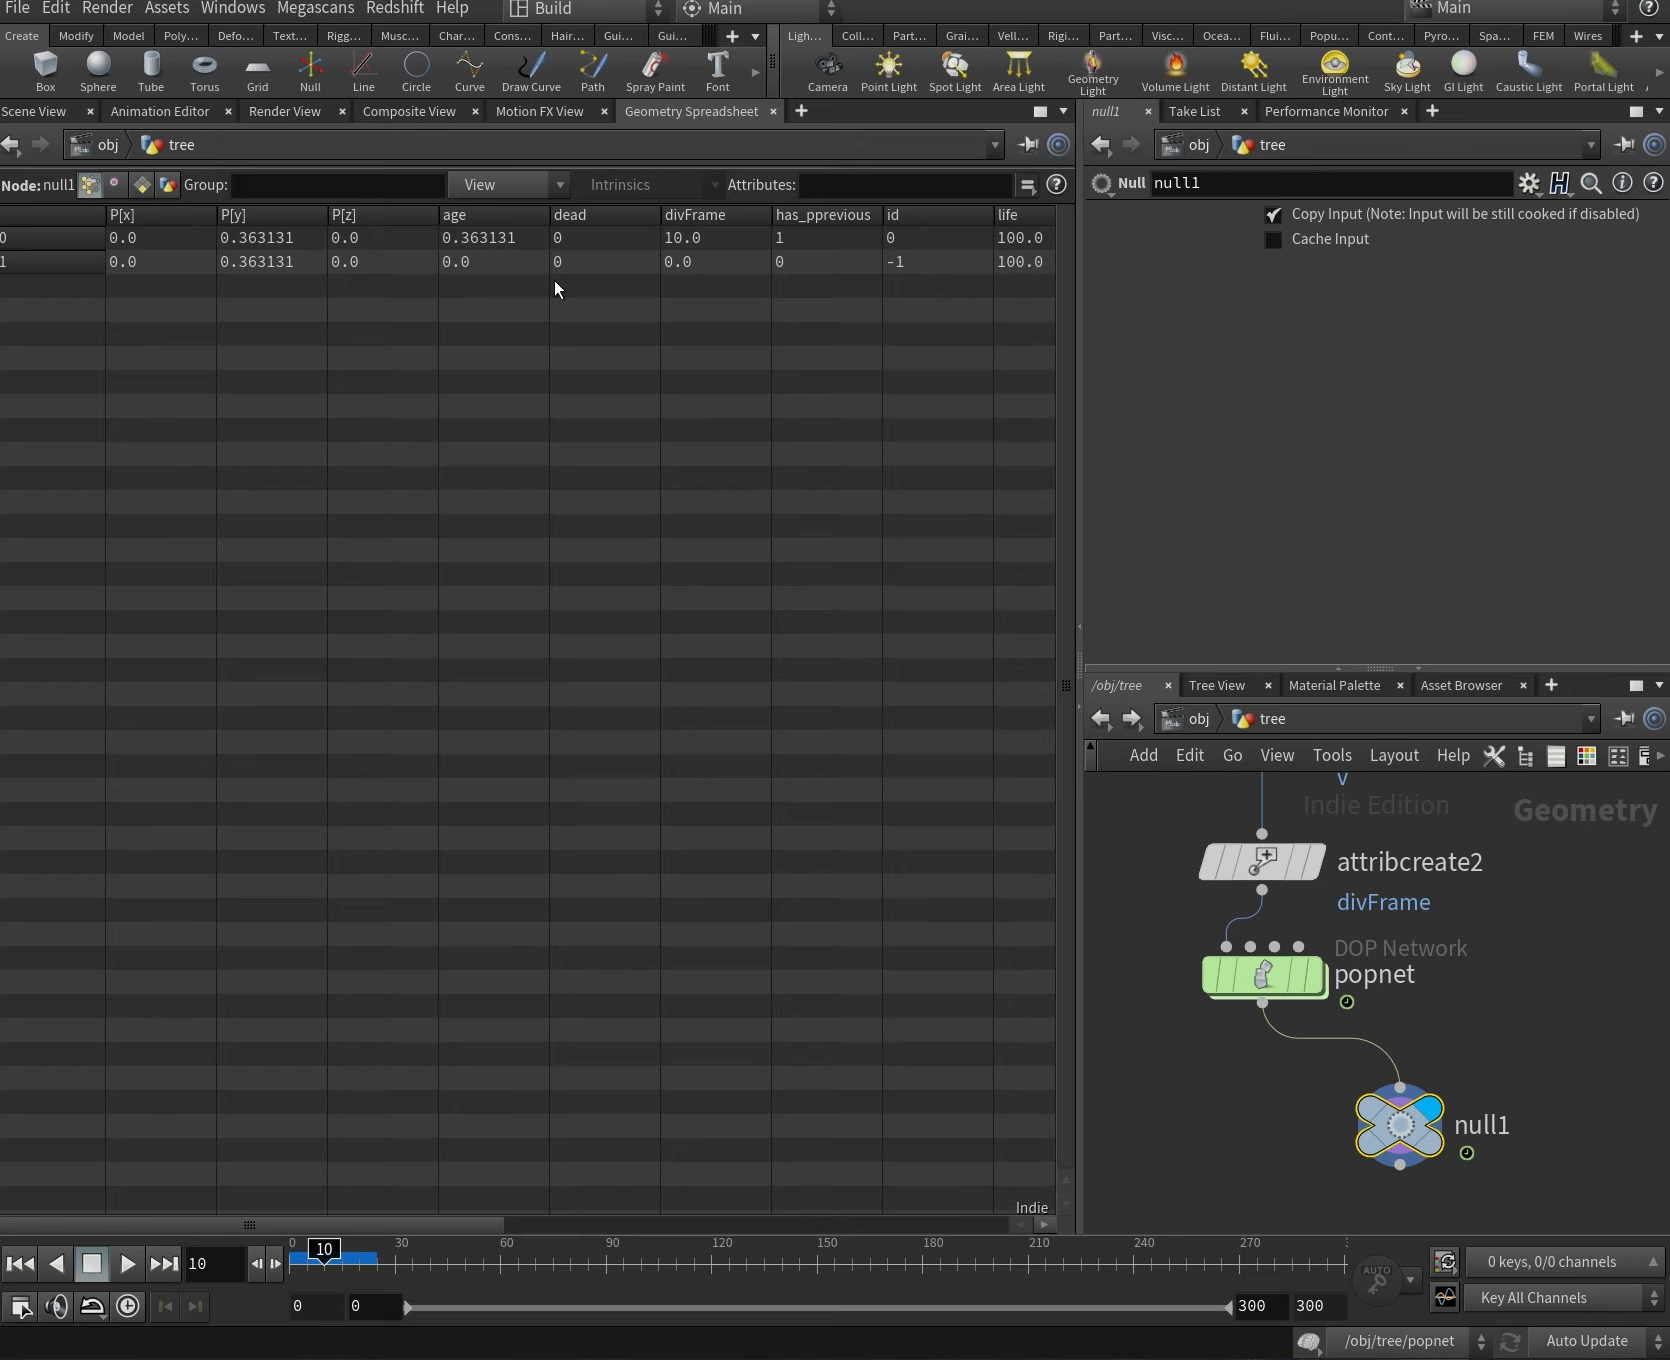 File Edit Render Assets Windows Megascans Redshift Help Build Main Main
Create Modify Model Poly... Defo... Text... Rigg... Musc... Char... Cons... Hair... Gui... Gui... Ligh... Coll... Part... Grai... Vell... Rigi... Part... Visc... Ocea... Flui... Popu... Cont... Pyro... Spa... FEM Wires
Box Sphere Tube Torus Grid Null Line Circle Curve Draw Curve Path Spray Paint Font Camera Point Light Spot Light Area Light Geometry Light Volume Light Distant Light Environment Light Sky Light GI Light Caustic Light Portal Light
Scene View Animation Editor Render View Composite View Motion FX View Geometry Spreadsheet
obj tree
Node: null1 Group: View Intrinsics Attributes:
P[x] P[y] P[z] age dead divFrame has_pprevious id life
0 0.0 0.363131 0.0 0.363131 0 10.0 1 0 100.0
1 0.0 0.363131 0.0 0.0 0 0.0 0 -1 100.0
Indie
null1 Take List Performance Monitor
obj tree
Null null1
Copy Input (Note: Input will be still cooked if disabled)
Cache Input
/obj/tree Tree View Material Palette Asset Browser
obj tree
Add Edit Go View Tools Layout Help
v
Indie Edition Geometry
attribcreate2
divFrame
DOP Network
popnet
null1
0 30 60 90 120 150 180 210 240 270
10
10
0 keys, 0/0 channels
AUTO
0 0 300 300
Key All Channels
/obj/tree/popnet Auto Update